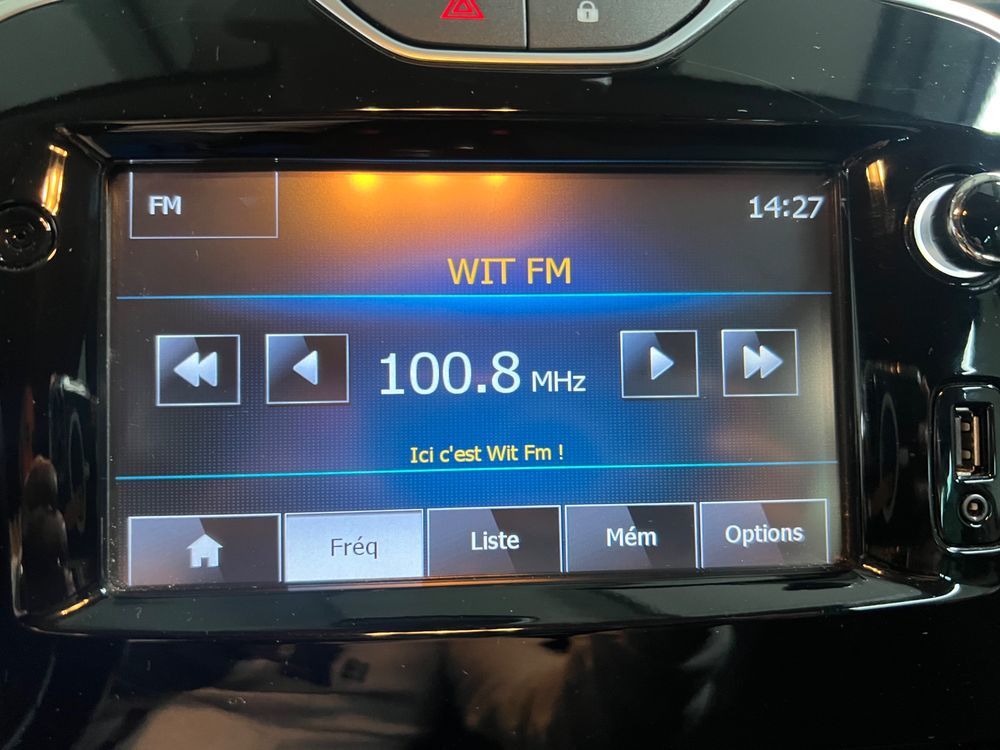 FM
14:27
WIT FM
100.8 MHz
Ici c'est Wit Fm !
Fréq Liste Mém Options